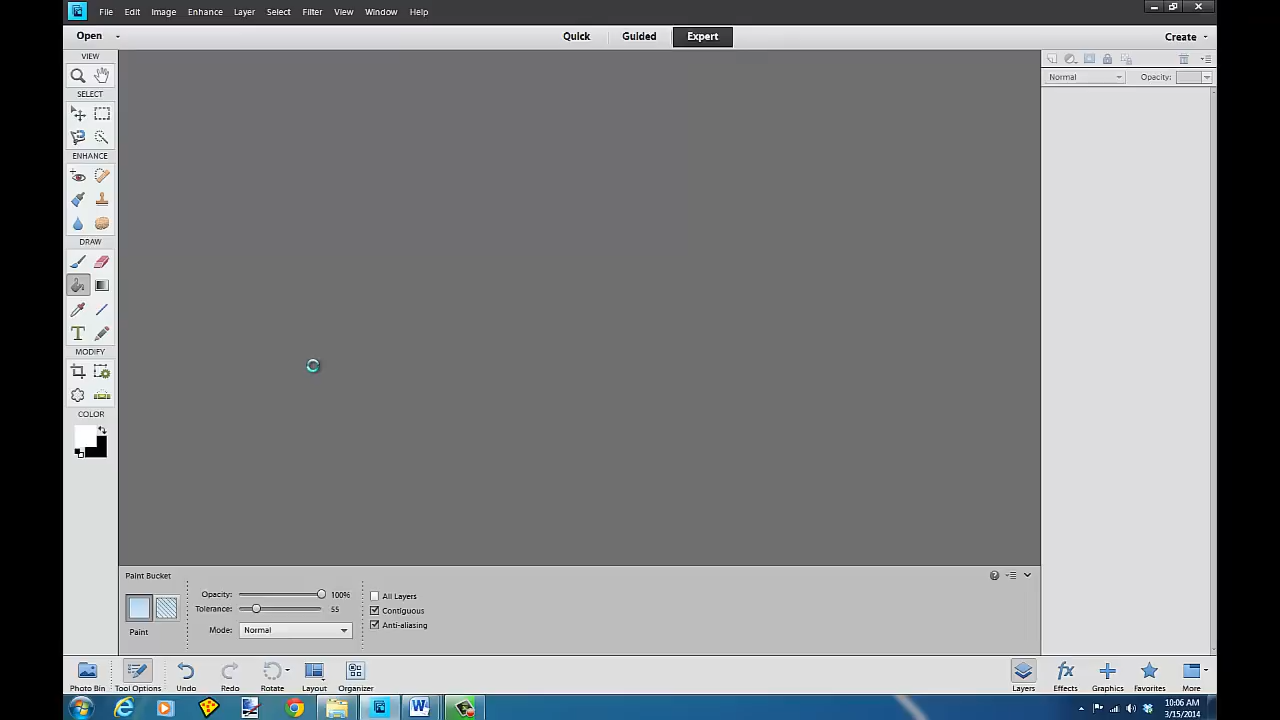 File Edit Image Enhance Layer Select Filter View Window Help
Open Quick Guided Expert Create
VIEW
Normal Opacity:
SELECT
ENHANCE
DRAW
T
MODIFY
COLOR
Paint Bucket
Opacity: 100% All Layers
Tolerance: 55 Contiguous
Mode: Normal Anti-aliasing
Paint
Photo Bin Tool Options Undo Redo Rotate Layout Organizer Layers Effects Graphics Favorites More
10:06 AM
3/15/2014